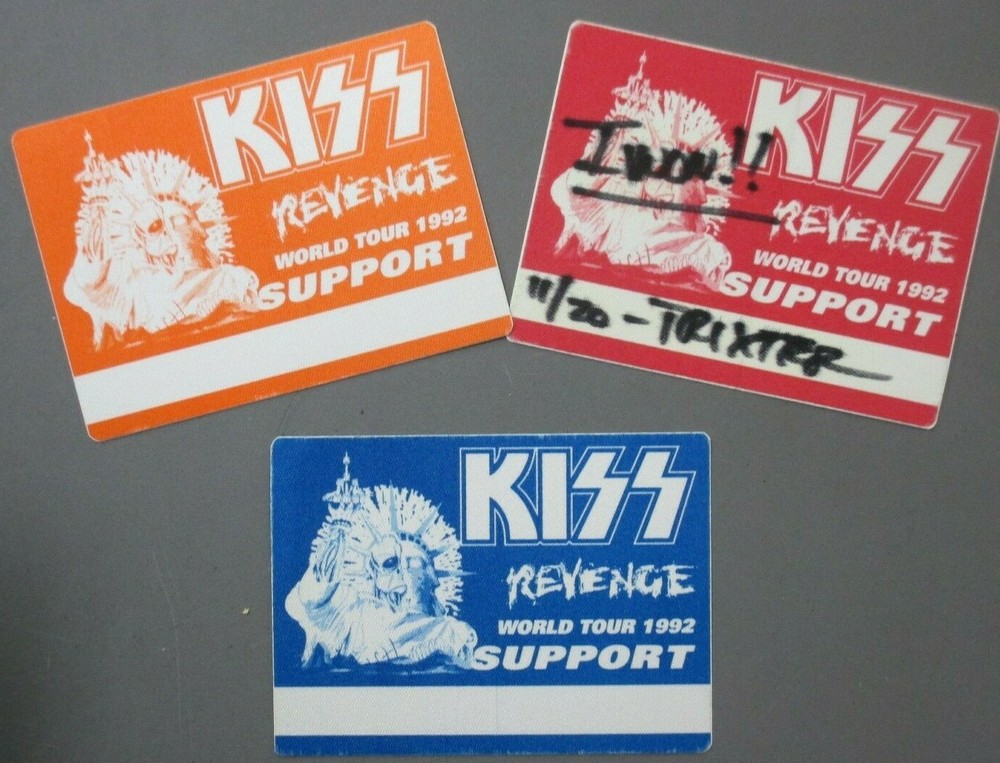 KISS
REVENGE
WORLD TOUR 1992
SUPPORT
KISS
I WON!!
REVENGE
WORLD TOUR 1992
SUPPORT
11/20 - TRIXTER
KISS
REVENGE
WORLD TOUR 1992
SUPPORT